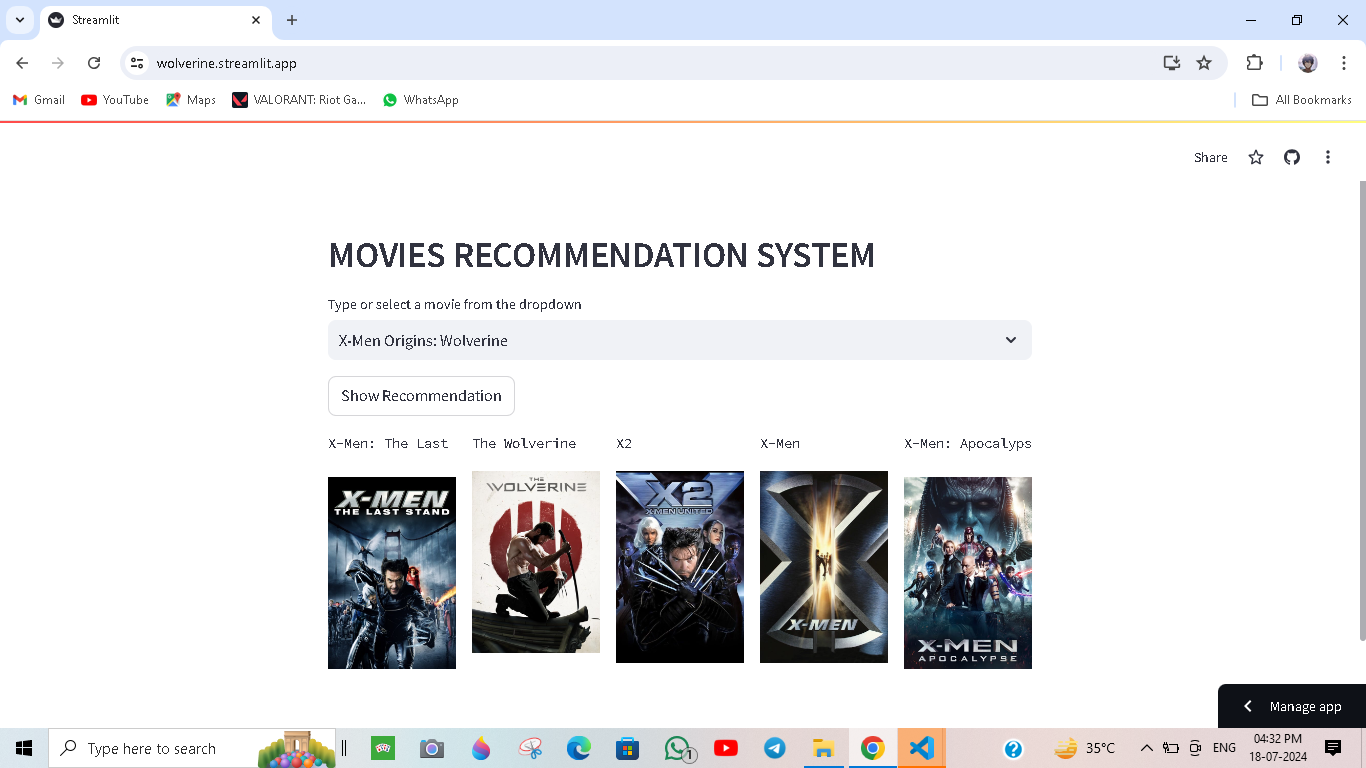 Streamlit
wolverine.streamlit.app
Gmail
YouTube
Maps
VALORANT: Riot Ga...
WhatsApp
All Bookmarks
Share
MOVIES RECOMMENDATION SYSTEM
Type or select a movie from the dropdown
X-Men Origins: Wolverine
Show Recommendation
X-Men: The Last
The Wolverine
X2
X-Men
X-Men: Apocalyps
X-MEN
THE LAST STAND
THE
WOLVERINE
X2
X-MEN UNITED
X-MEN
X-MEN
APOCALYPSE
Manage app
Type here to search
1
35°C
ENG
04:32 PM
18-07-2024